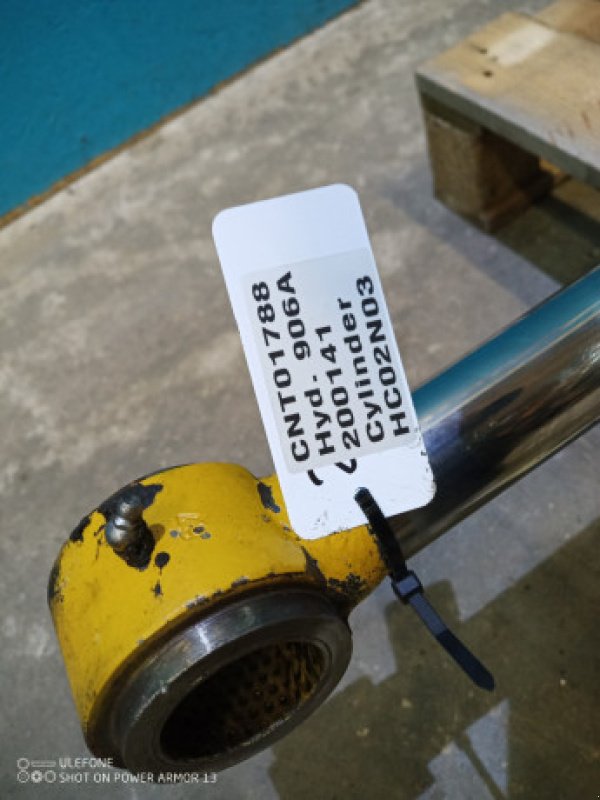 CNT01788
Hyd. 906A
200141
Cylinder
HC02N03
ULEFONE
SHOT ON POWER ARMOR 13